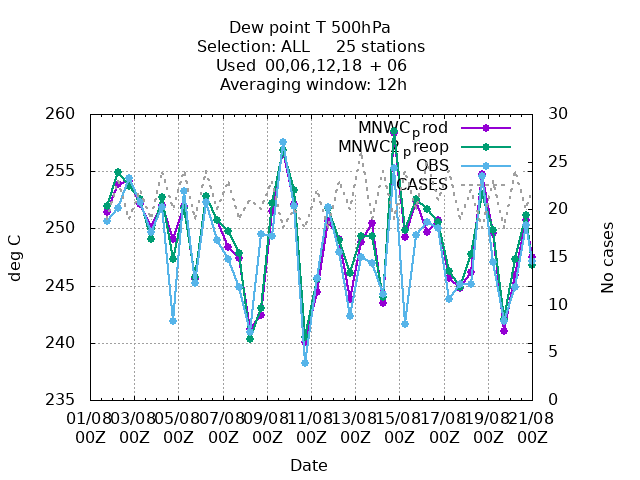 Dew point T 500hPa
Selection: ALL 25 stations
Used 00,06,12,18 + 06
Averaging window: 12h
260
255
250
245
240
235
30
25
20
15
10
5
0
deg C
No cases
MNWC_prod
MNWC2_preop
OBS
CASES
01/08 03/08 05/08 07/08 09/08 11/08 13/08 15/08 17/08 19/08 21/08
00Z 00Z 00Z 00Z 00Z 00Z 00Z 00Z 00Z 00Z 00Z
Date